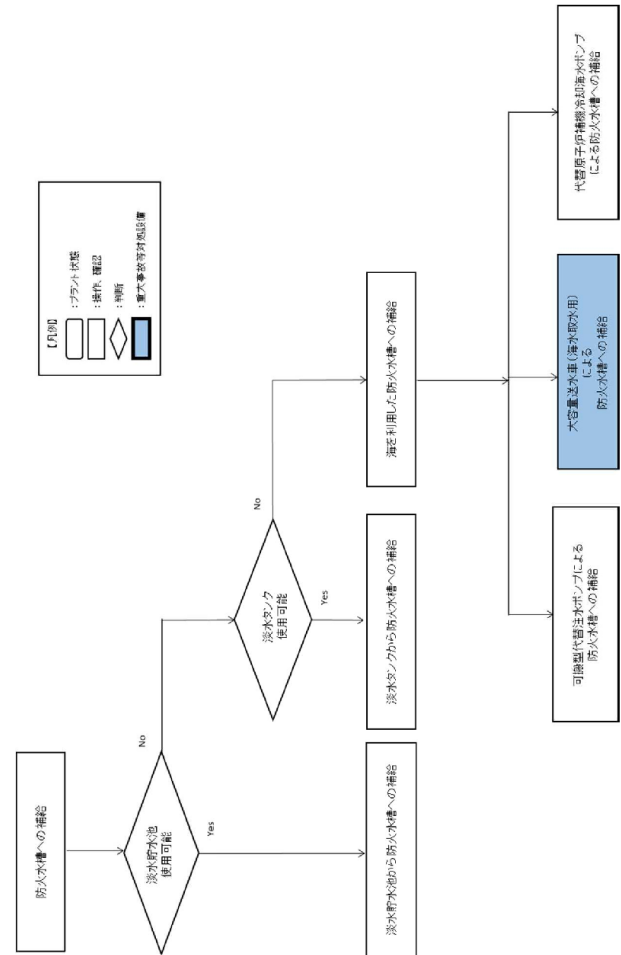 防火水槽への補給
淡水貯水池
使用可能
No
Yes
淡水タンク
使用可能
No
Yes
淡水貯水池から防火水槽への補給
淡水タンクから防火水槽への補給
海を利用した防火水槽への補給
可搬型代替注水ポンプによる
防火水槽への補給
大容量送水車(海水取水用)
による
防火水槽への補給
代替原子炉補機冷却海水ポンプ
による防火水槽への補給
【凡例】
：プラント状態
：操作、確認
：判断
：重大事故等対処設備